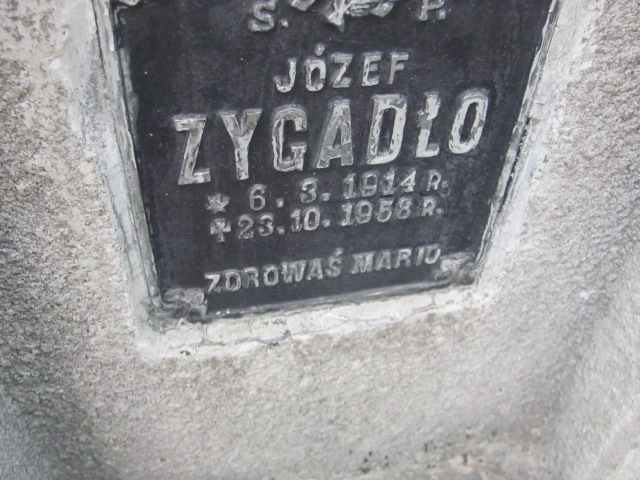 Ś. P.
JÓZEF
ZYGADŁO
* 6. 3. 1914 R.
✝ 23. 10. 1958 R.
ZDROWAŚ MARIO